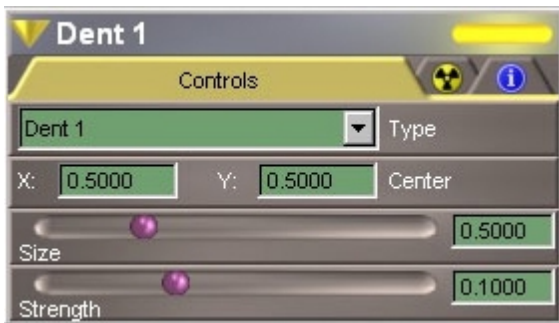 Dent 1
Controls
Dent 1 Type
X: 0.5000 Y: 0.5000 Center
0.5000
Size
0.1000
Strength